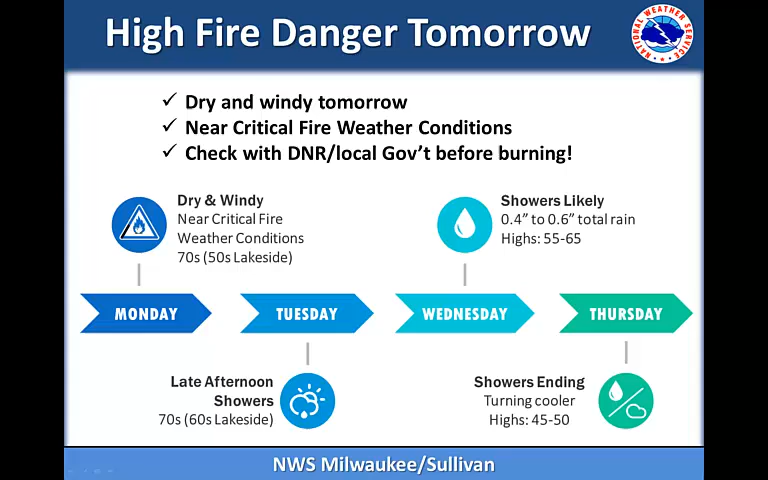 High Fire Danger Tomorrow
NATIONAL WEATHER SERVICE
✓ Dry and windy tomorrow
✓ Near Critical Fire Weather Conditions
✓ Check with DNR/local Gov't before burning!
Dry & Windy
Near Critical Fire
Weather Conditions
70s (50s Lakeside)
Showers Likely
0.4” to 0.6” total rain
Highs: 55-65
MONDAY
TUESDAY
WEDNESDAY
THURSDAY
Late Afternoon
Showers
70s (60s Lakeside)
Showers Ending
Turning cooler
Highs: 45-50
NWS Milwaukee/Sullivan